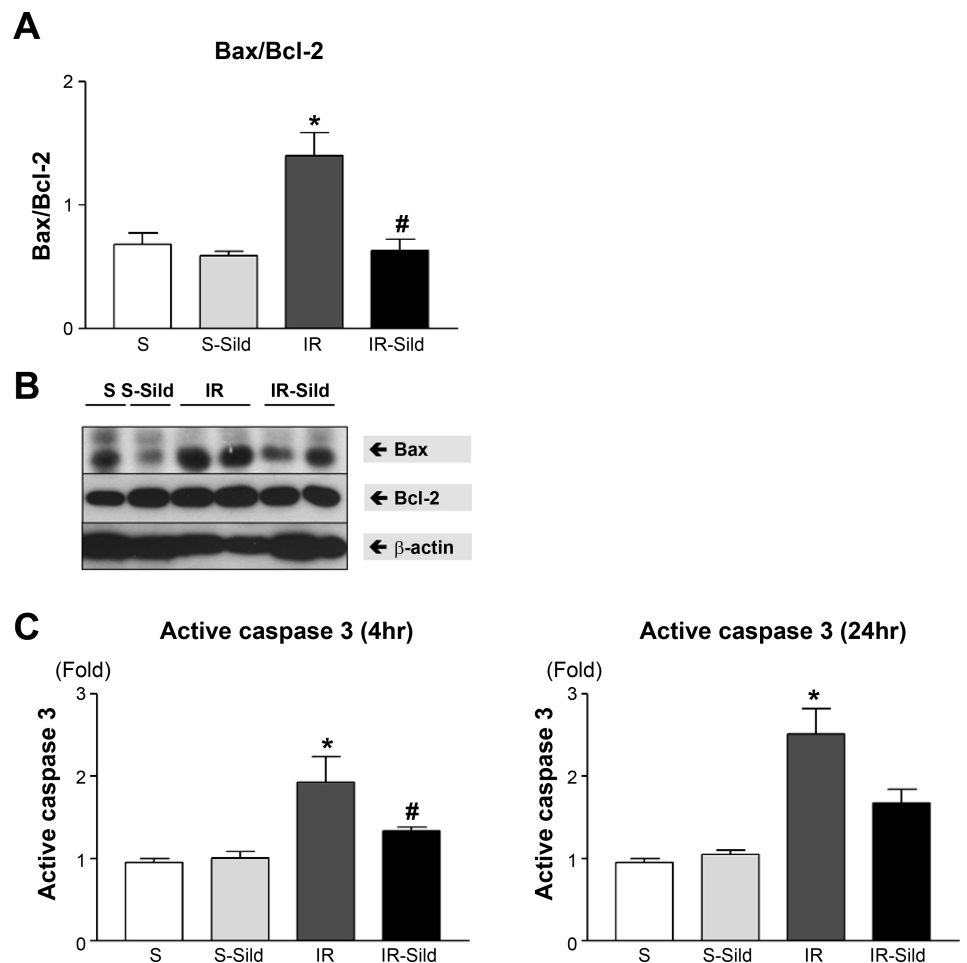 A
Bax/Bcl-2
Bax/Bcl-2
2
1
0
*
#
S S-Sild IR IR-Sild
B
S S-Sild IR IR-Sild
Bax
Bcl-2
β-actin
C
Active caspase 3 (4hr)
(Fold)
Active caspase 3
3
2
1
0
*
#
S S-Sild IR IR-Sild
Active caspase 3 (24hr)
(Fold)
Active caspase 3
3
2
1
0
*
S S-Sild IR IR-Sild